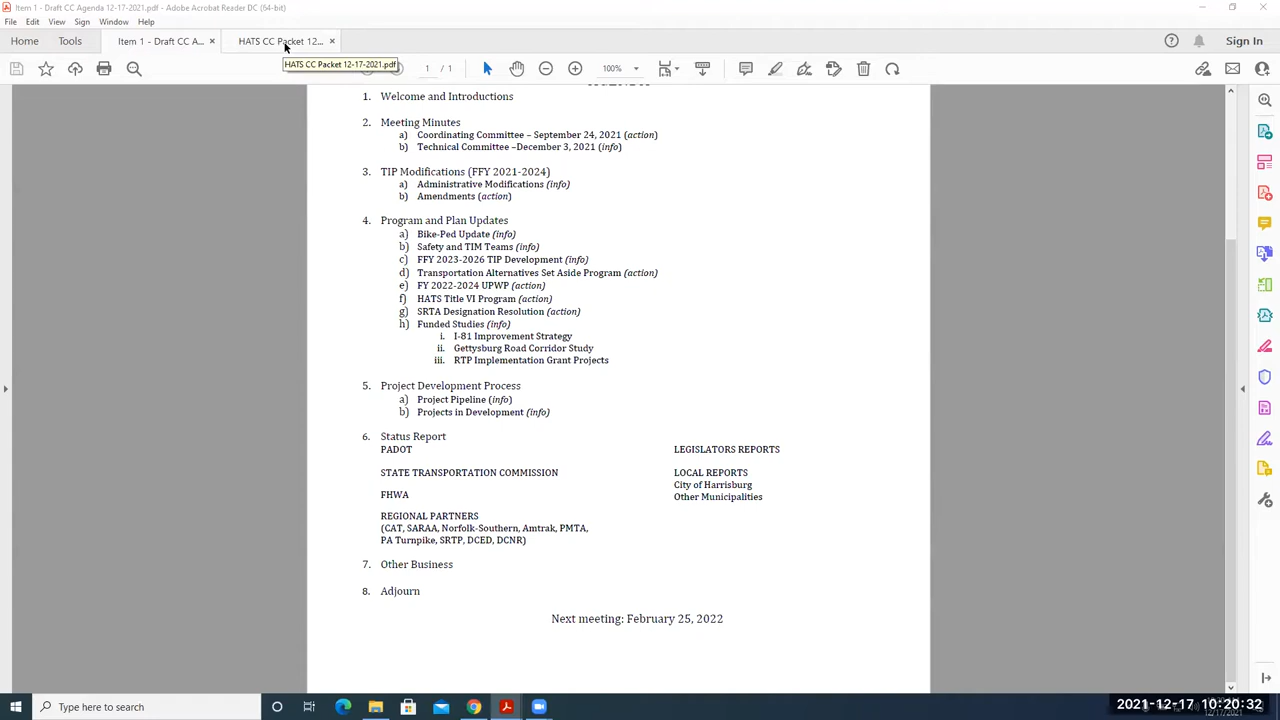 Item 1 - Draft CC Agenda 12-17-2021.pdf - Adobe Acrobat Reader DC (64-bit)
File Edit View Sign Window Help
Home Tools Item 1 - Draft CC A... × HATS CC Packet 12... × Sign In
HATS CC Packet 12-17-2021.pdf
1 / 1 100%
1. Welcome and Introductions
2. Meeting Minutes
a) Coordinating Committee – September 24, 2021 (action)
b) Technical Committee –December 3, 2021 (info)
3. TIP Modifications (FFY 2021-2024)
a) Administrative Modifications (info)
b) Amendments (action)
4. Program and Plan Updates
a) Bike-Ped Update (info)
b) Safety and TIM Teams (info)
c) FFY 2023-2026 TIP Development (info)
d) Transportation Alternatives Set Aside Program (action)
e) FY 2022-2024 UPWP (action)
f) HATS Title VI Program (action)
g) SRTA Designation Resolution (action)
h) Funded Studies (info)
i. I-81 Improvement Strategy
ii. Gettysburg Road Corridor Study
iii. RTP Implementation Grant Projects
5. Project Development Process
a) Project Pipeline (info)
b) Projects in Development (info)
6. Status Report
PADOT LEGISLATORS REPORTS
STATE TRANSPORTATION COMMISSION LOCAL REPORTS
City of Harrisburg
FHWA Other Municipalities
REGIONAL PARTNERS
(CAT, SARAA, Norfolk-Southern, Amtrak, PMTA,
PA Turnpike, SRTP, DCED, DCNR)
7. Other Business
8. Adjourn
Next meeting: February 25, 2022
Type here to search
2021-12-17 10:20:32